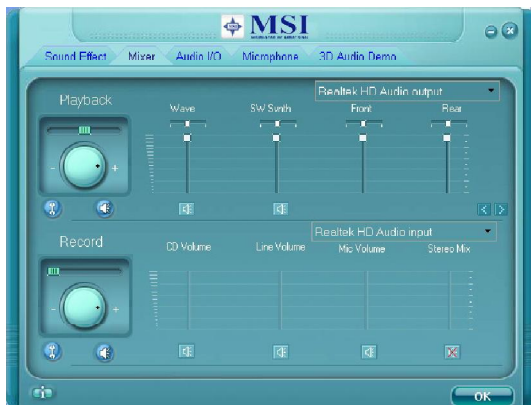 MSI
Sound Effect Mixer Audio I/O Microphone 3D Audio Demo
Realtek HD Audio output
Playback
Wave SW Synth Front Rear
- +
Realtek HD Audio input
Record
CD Volume Line Volume Mic Volume Stereo Mix
- +
OK